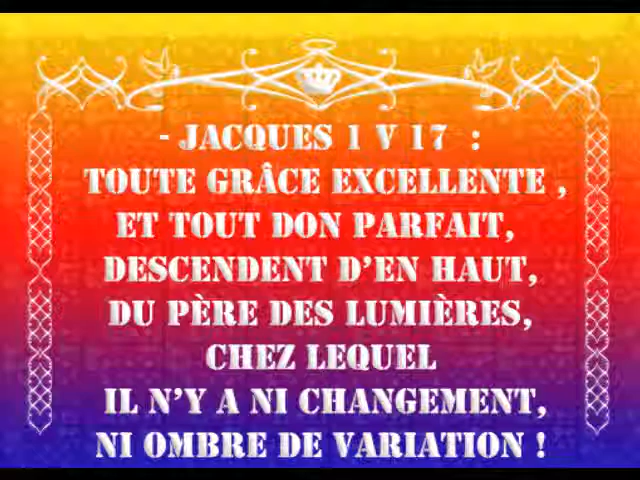 - JACQUES 1 V 17 :
TOUTE GRÂCE EXCELLENTE ,
ET TOUT DON PARFAIT,
DESCENDENT D'EN HAUT,
DU PÈRE DES LUMIÈRES,
CHEZ LEQUEL
IL N'Y A NI CHANGEMENT,
NI OMBRE DE VARIATION !